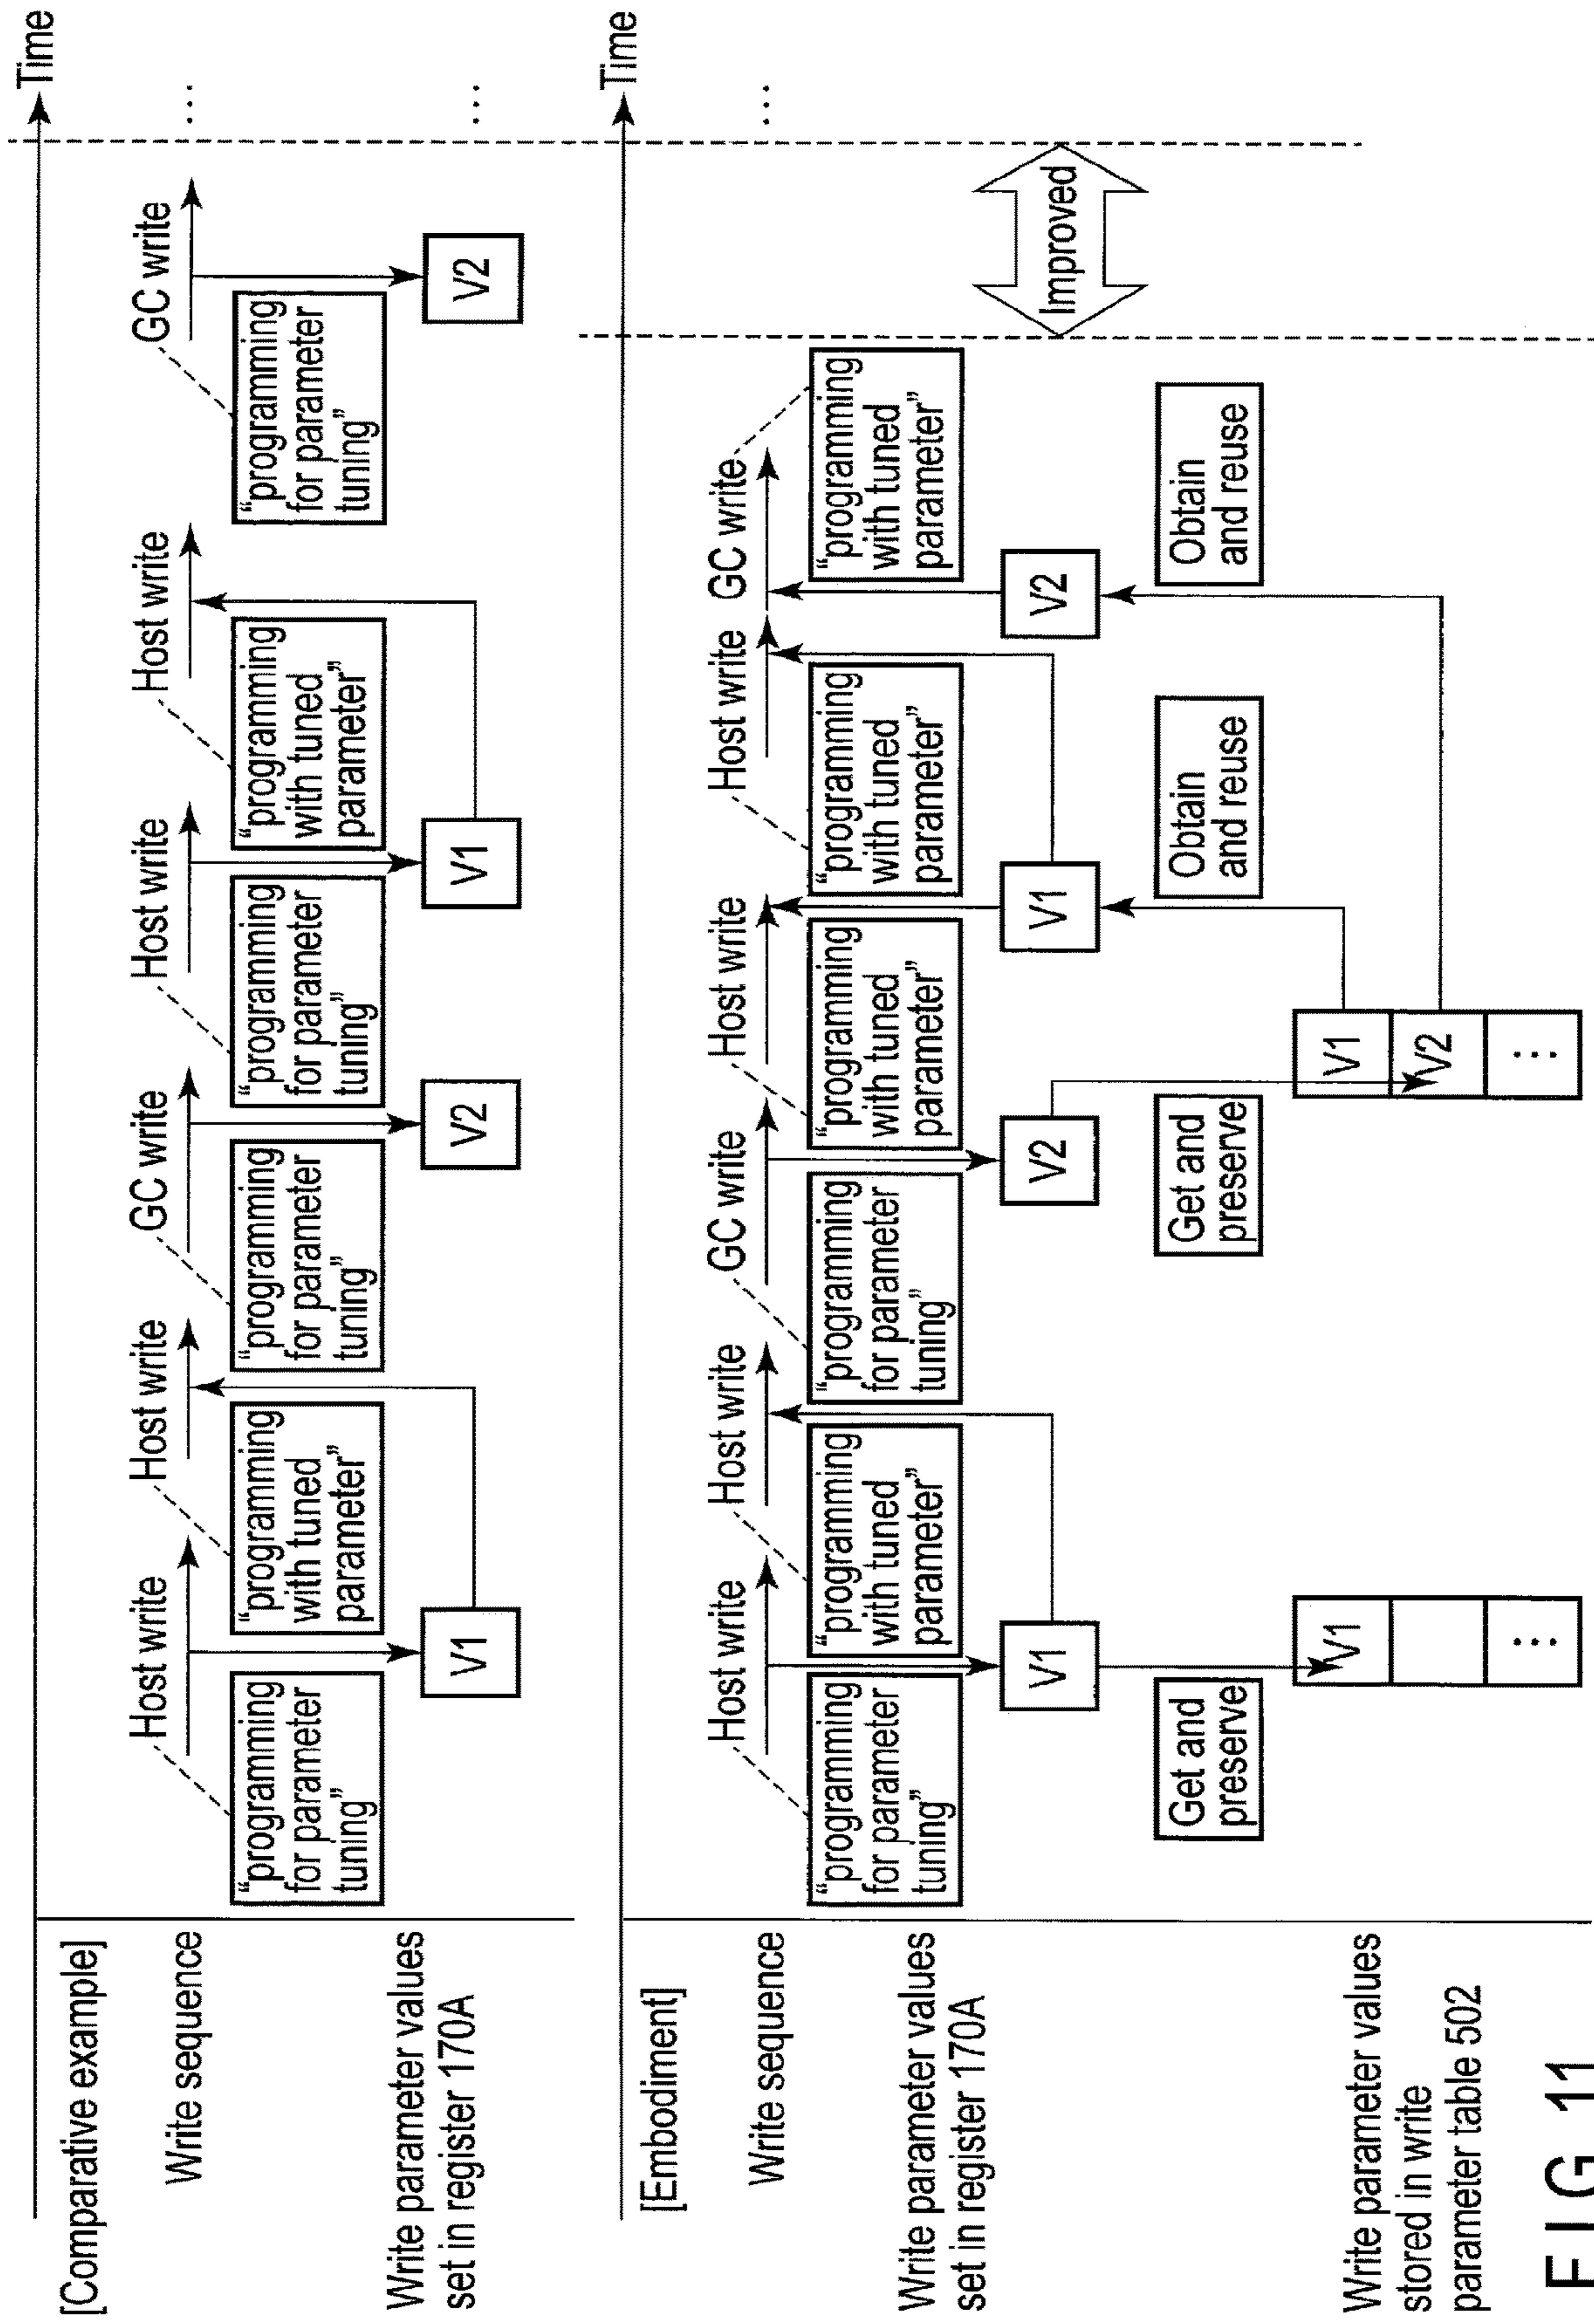 [Comparative example]
Time
Write sequence
Host write
Host write
GC write
Host write
Host write
GC write
...
"programming
for parameter
tuning"
"programming
with tuned
parameter"
"programming
for parameter
tuning"
"programming
for parameter
tuning"
"programming
with tuned
parameter"
"programming
for parameter
tuning"
Write parameter values
set in register 170A
V1
V2
V1
V2
...
[Embodiment]
Time
Write sequence
Host write
Host write
GC write
Host write
Host write
GC write
...
"programming
for parameter
tuning"
"programming
with tuned
parameter"
"programming
for parameter
tuning"
"programming
with tuned
parameter"
"programming
with tuned
parameter"
"programming
with tuned
parameter"
Improved
Write parameter values
set in register 170A
V1
V2
V1
V2
Get and
preserve
Get and
preserve
Obtain
and reuse
Obtain
and reuse
Write parameter values
stored in write
parameter table 502
V1
⋮
V1
V2
⋮
FIG 11